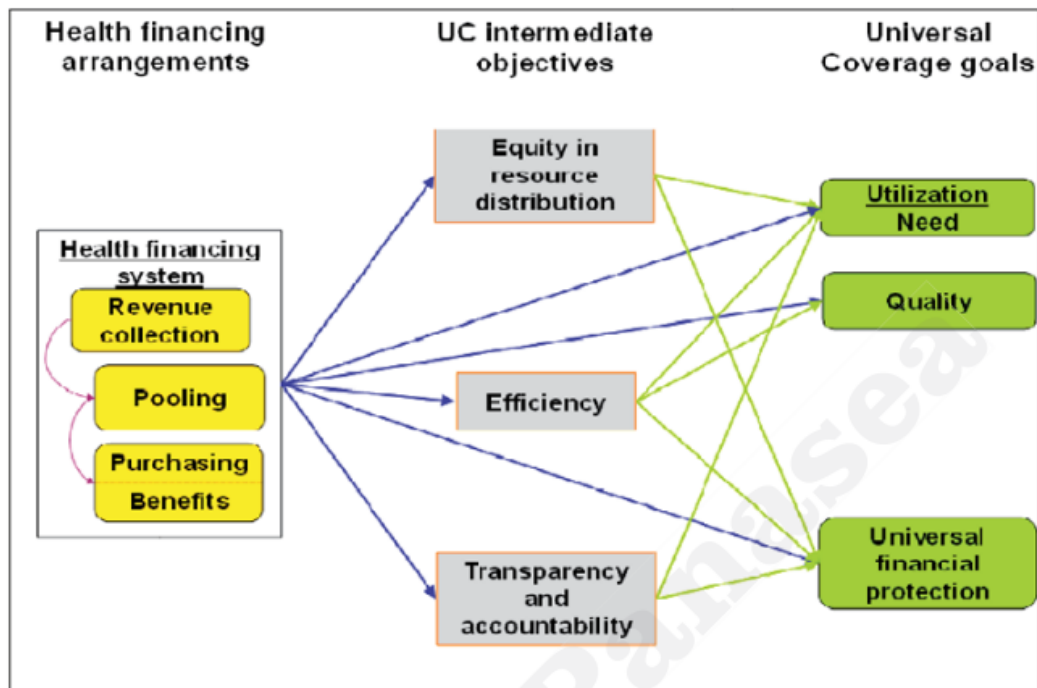 Health financing
arrangements
UC intermediate
objectives
Universal
Coverage goals
Health financing
system
Revenue
collection
Pooling
Purchasing
Benefits
Equity in
resource
distribution
Efficiency
Transparency
and
accountability
Utilization
Need
Quality
Universal
financial
protection
Panasea